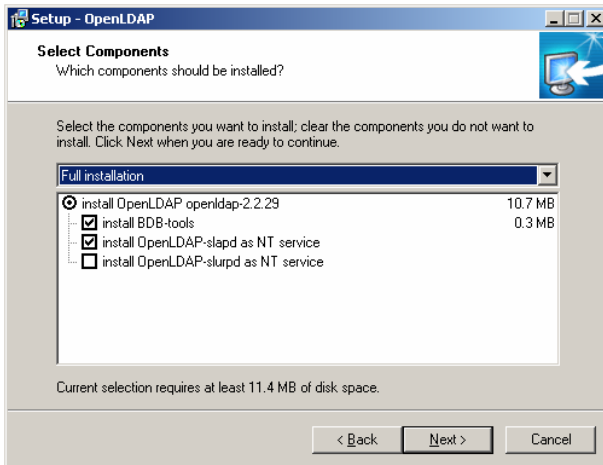 Setup - OpenLDAP
Select Components
Which components should be installed?
Select the components you want to install; clear the components you do not want to
install. Click Next when you are ready to continue.
Full installation
install OpenLDAP openldap-2.2.29 10.7 MB
install BDB-tools 0.3 MB
install OpenLDAP-slapd as NT service
install OpenLDAP-slurpd as NT service
Current selection requires at least 11.4 MB of disk space.
< Back Next > Cancel